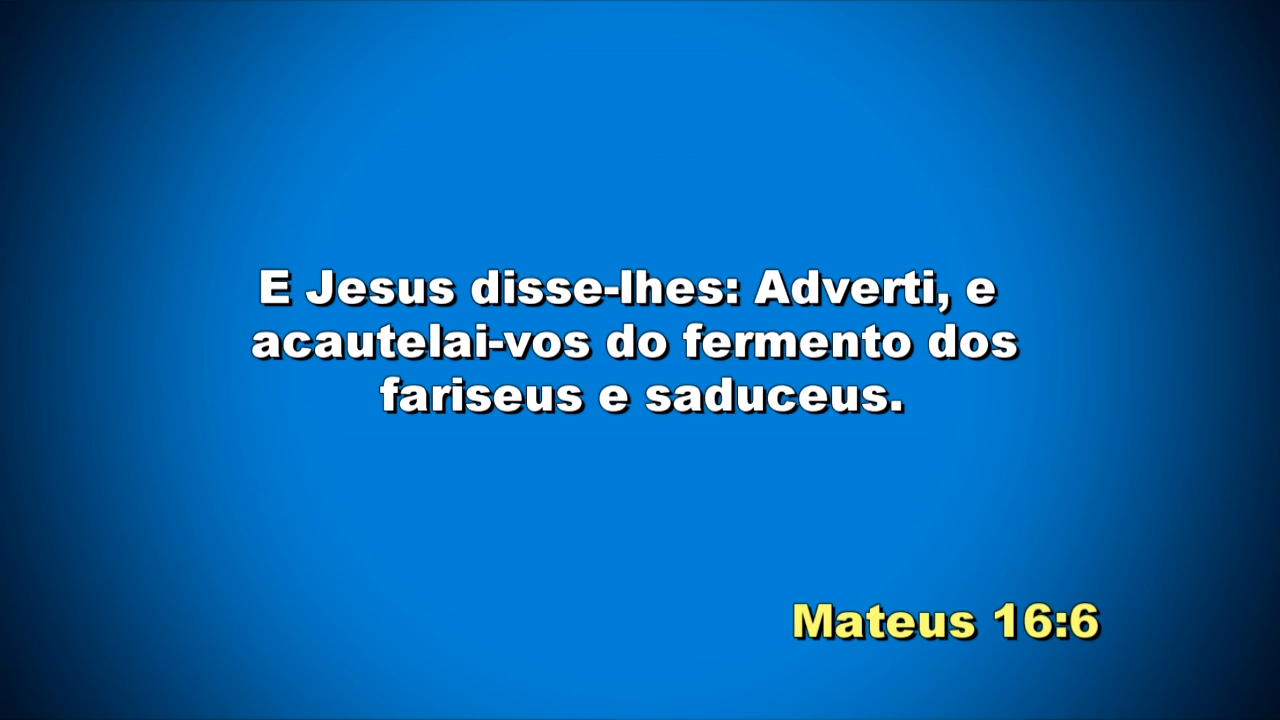 E Jesus disse-lhes: Adverti, e
acautelai-vos do fermento dos
fariseus e saduceus.
Mateus 16:6